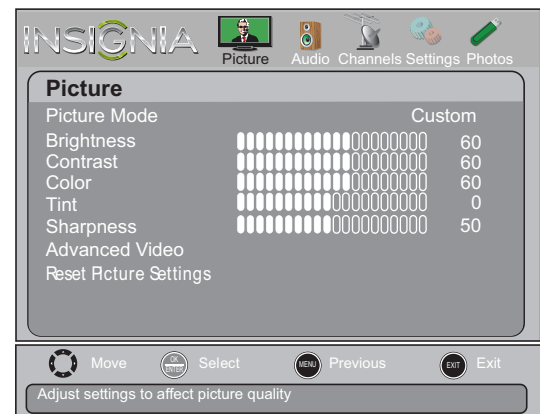 INSIGNIA
Picture Audio Channels Settings Photos
Picture
Picture Mode Custom
Brightness 60
Contrast 60
Color 60
Tint 0
Sharpness 50
Advanced Video
Reset Picture Settings
Move OK ENTER Select MENU Previous EXIT Exit
Adjust settings to affect picture quality